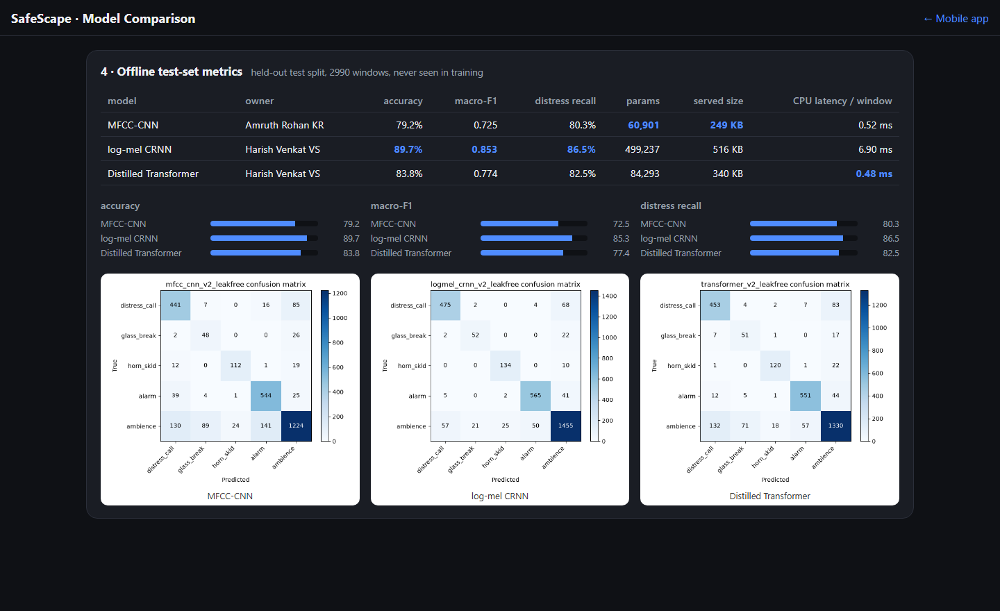 SafeScape · Model Comparison
← Mobile app
4 · Offline test-set metrics held-out test split, 2990 windows, never seen in training
model owner accuracy macro-F1 distress recall params served size CPU latency / window
MFCC-CNN Amruth Rohan KR 79.2% 0.725 80.3% 60,901 249 KB 0.52 ms
log-mel CRNN Harish Venkat VS 89.7% 0.853 86.5% 499,237 516 KB 6.90 ms
Distilled Transformer Harish Venkat VS 83.8% 0.774 82.5% 84,293 340 KB 0.48 ms
accuracy
MFCC-CNN 79.2
log-mel CRNN 89.7
Distilled Transformer 83.8
macro-F1
MFCC-CNN 72.5
log-mel CRNN 85.3
Distilled Transformer 77.4
distress recall
MFCC-CNN 80.3
log-mel CRNN 86.5
Distilled Transformer 82.5
mfcc_cnn_v2_leakfree confusion matrix
distress_call 441 7 0 16 85
glass_break 2 48 0 0 26
horn_skid 12 0 112 1 19
alarm 39 4 1 544 25
ambience 130 89 24 141 1224
True
distress_call glass_break horn_skid alarm ambience
Predicted
1200
1000
800
600
400
200
0
MFCC-CNN
logmel_crnn_v2_leakfree confusion matrix
distress_call 475 2 0 4 68
glass_break 2 52 0 0 22
horn_skid 0 0 134 0 10
alarm 5 0 2 565 41
ambience 57 21 25 50 1455
True
distress_call glass_break horn_skid alarm ambience
Predicted
1400
1200
1000
800
600
400
200
0
log-mel CRNN
transformer_v2_leakfree confusion matrix
distress_call 453 4 2 7 83
glass_break 7 51 1 0 17
horn_skid 1 0 120 1 22
alarm 12 5 1 551 44
ambience 132 71 18 57 1330
True
distress_call glass_break horn_skid alarm ambience
Predicted
1200
1000
800
600
400
200
0
Distilled Transformer